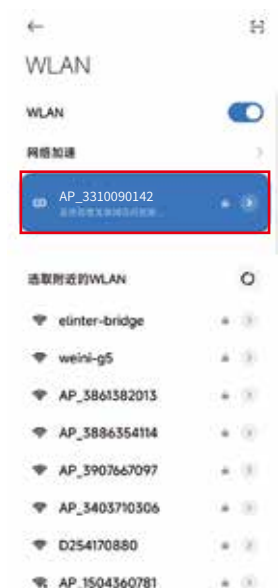 WLAN
WLAN
网络加速
AP_3310090142
选取附近的WLAN
elinter-bridge
weini-g5
AP_3861382013
AP_3886354114
AP_3907667097
AP_3403710306
D254170880
AP_1504360781